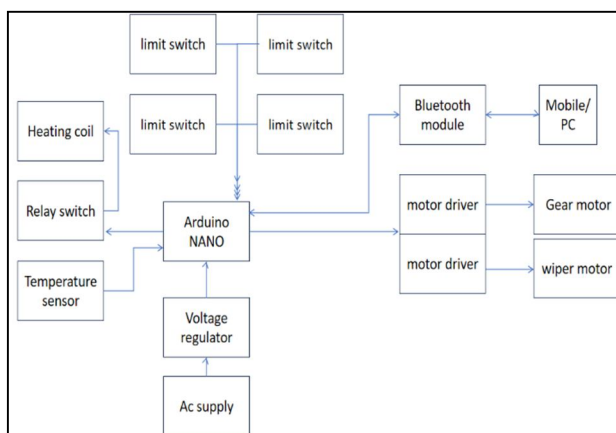 limit switch
limit switch
limit switch
limit switch
Heating coil
Bluetooth
module
Mobile/
PC
Relay switch
Arduino
NANO
motor driver
Gear motor
motor driver
wiper motor
Temperature
sensor
Voltage
regulator
Ac supply